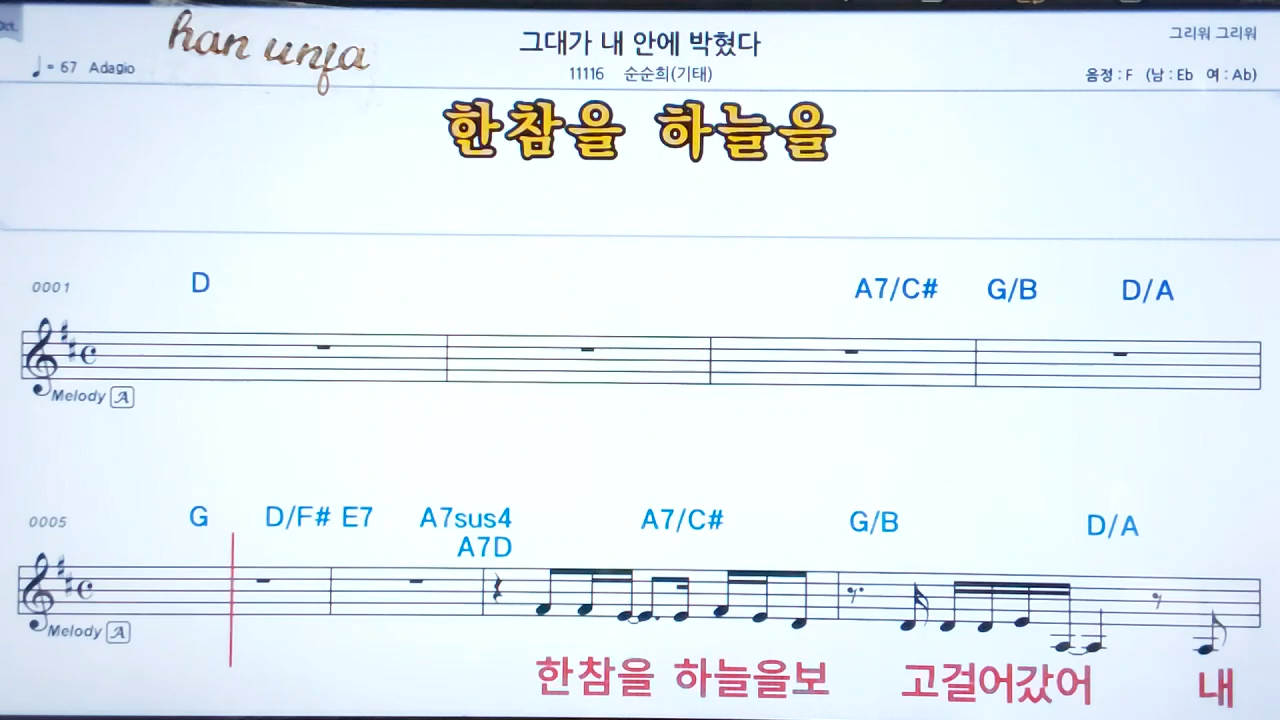 Oct.
han unja
그대가 내 안에 박혔다
그리워 그리워
♩= 67 Adagio
11116 순순희(기태)
음정 : F (남 : Eb 여 : Ab)
한참을 하늘을
0001 D A7/C# G/B D/A
Melody A
0005 G D/F# E7 A7sus4 A7/C# G/B D/A
A7D
Melody A
한참을 하늘을보 고걸어갔어 내